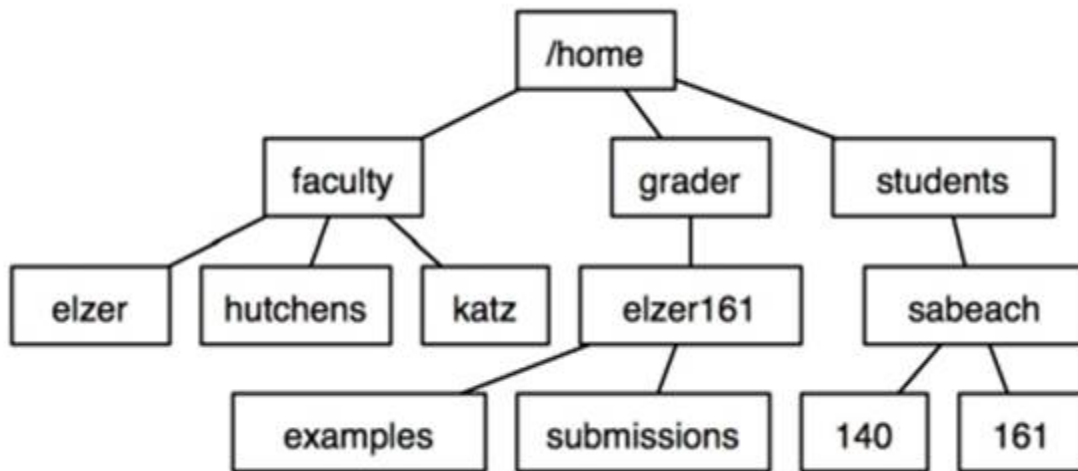 /home
faculty
grader
students
elzer
hutchens
katz
elzer161
sabeach
examples
submissions
140
161